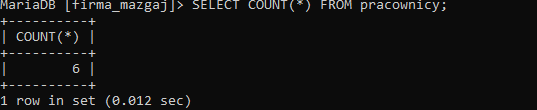 MariaDB [firma_mazgaj]> SELECT COUNT(*) FROM pracownicy;
+----------+
| COUNT(*) |
+----------+
|        6 |
+----------+
1 row in set (0.012 sec)